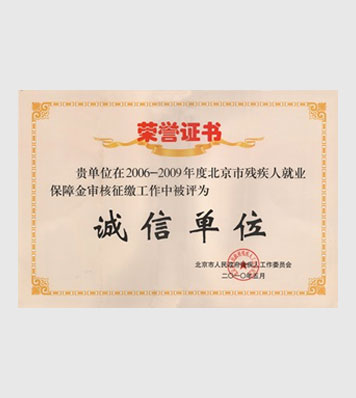 荣誉证书
贵单位在2006-2009年度北京市残疾人就业
保障金审核征缴工作中被评为
诚信单位
北京市人民政府残疾人工作委员会
二〇一〇年五月